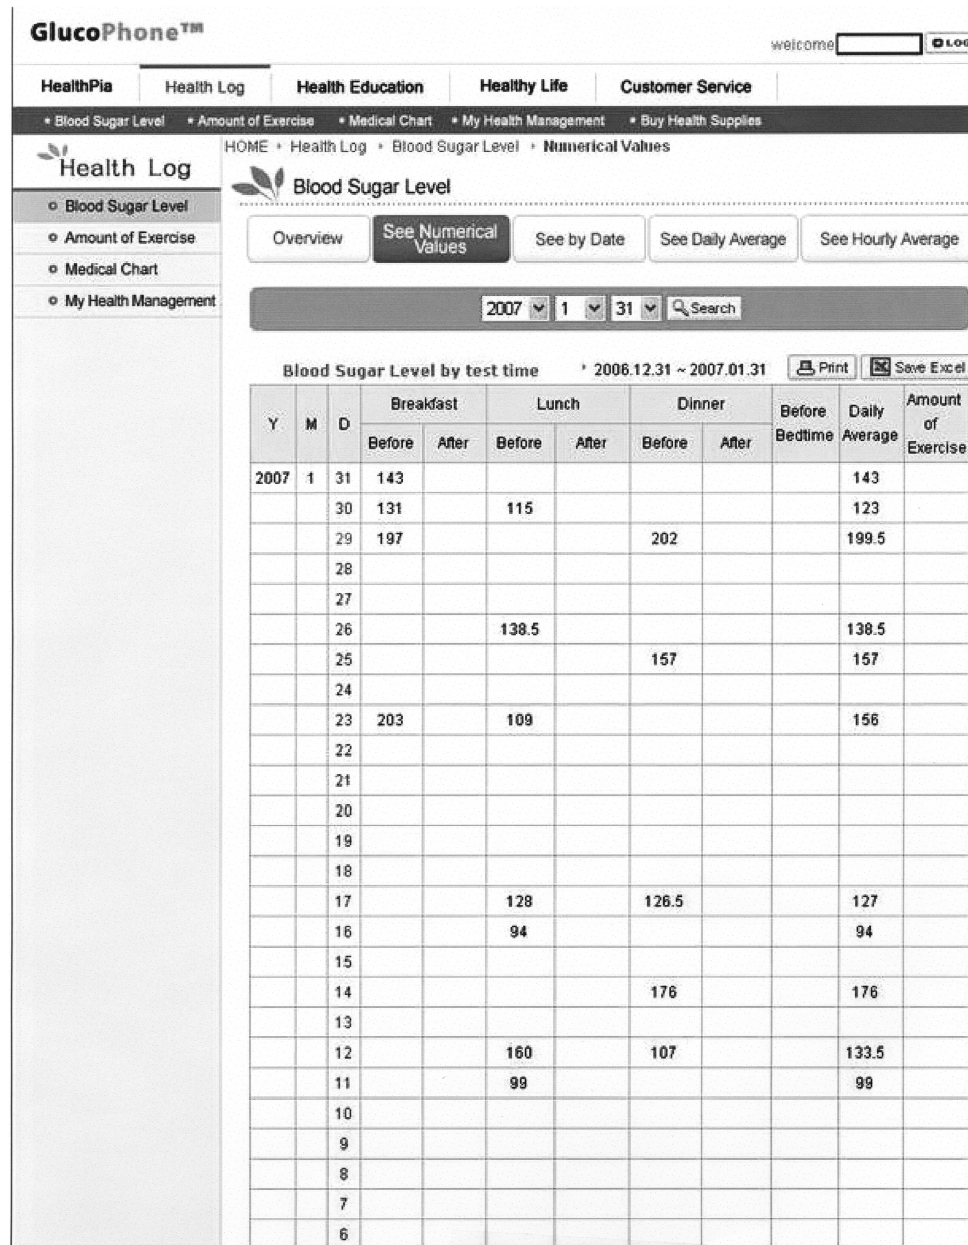 GlucoPhone™
welcome LOG
HealthPia Health Log Health Education Healthy Life Customer Service
• Blood Sugar Level • Amount of Exercise • Medical Chart • My Health Management • Buy Health Supplies
HOME › Health Log › Blood Sugar Level › Numerical Values
Health Log
Blood Sugar Level
Amount of Exercise
Medical Chart
My Health Management
Blood Sugar Level
Overview See Numerical Values See by Date See Daily Average See Hourly Average
2007 1 31 Search
Blood Sugar Level by test time › 2006.12.31 ~ 2007.01.31 Print Save Excel
Y M D Breakfast Lunch Dinner Before Bedtime Daily Average Amount of Exercise
Before After Before After Before After
2007 1 31 143 143
30 131 115 123
29 197 202 199.5
28
27
26 138.5 138.5
25 157 157
24
23 203 109 156
22
21
20
19
18
17 128 126.5 127
16 94 94
15
14 176 176
13
12 160 107 133.5
11 99 99
10
9
8
7
6